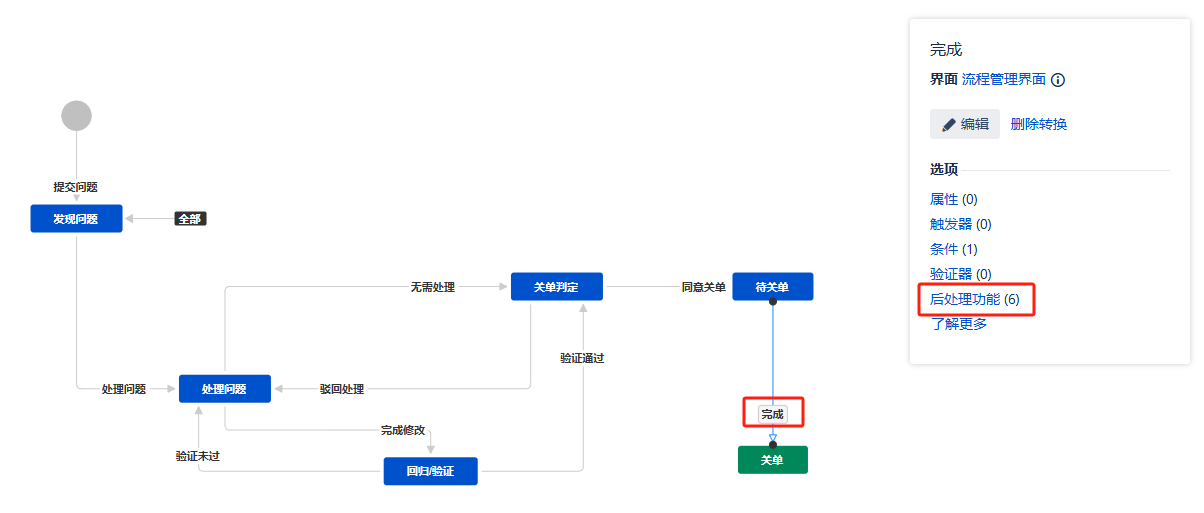 提交问题
发现问题
全部
无需处理
关单判定
同意关单
待关单
验证通过
处理问题
处理问题
驳回处理
完成
完成修改
验证未过
回归/验证
关单
完成
界面 流程管理界面
编辑 删除转换
选项
属性 (0)
触发器 (0)
条件 (1)
验证器 (0)
后处理功能 (6)
了解更多